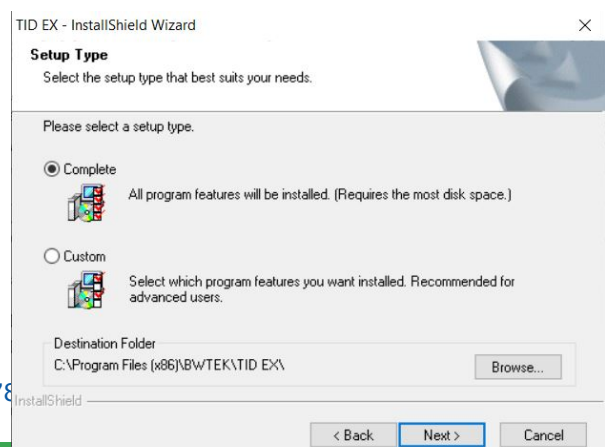 TID EX - InstallShield Wizard
Setup Type
Select the setup type that best suits your needs.
Please select a setup type.
Complete
All program features will be installed. (Requires the most disk space.)
Custom
Select which program features you want installed. Recommended for
advanced users.
Destination Folder
C:\Program Files (x86)\BWTEK\TID EX\
Browse...
InstallShield
< Back
Next >
Cancel